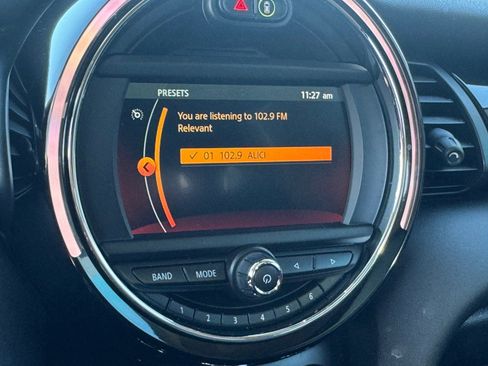 PRESETS 11:27 am
You are listening to 102.9 FM
Relevant
01 102.9 ALICI
BAND MODE
1 2 3 4 5 6